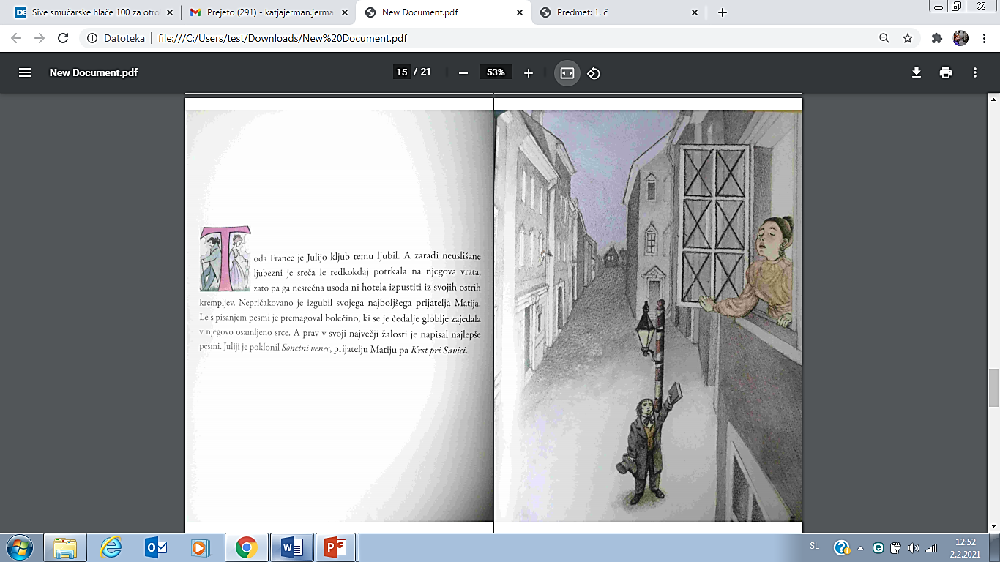 Sive smučarske hlače 100 za otro
Prejeto (291) - katjajerman.jerma
New Document.pdf
Predmet: 1. č
Datoteka
file:///C:/Users/test/Downloads/New%20Document.pdf
New Document.pdf
15 / 21
53%
Toda France je Julijo kljub temu ljubil. A zaradi neuslišane
ljubezni je sreča le redkokdaj potrkala na njegova vrata,
zato pa ga nesrečna usoda ni hotela izpustiti iz svojih ostrih
krempljev. Nepričakovano je izgubil svojega najboljšega prijatelja Matija.
Le s pisanjem pesmi je premagoval bolečino, ki se je čedalje globlje zajedala
v njegovo osamljeno srce. A prav v svoji največji žalosti je napisal najlepše
pesmi. Juliji je poklonil Sonetni venec, prijatelju Matiju pa Krst pri Savici.
SL
12:52
2.2.2021